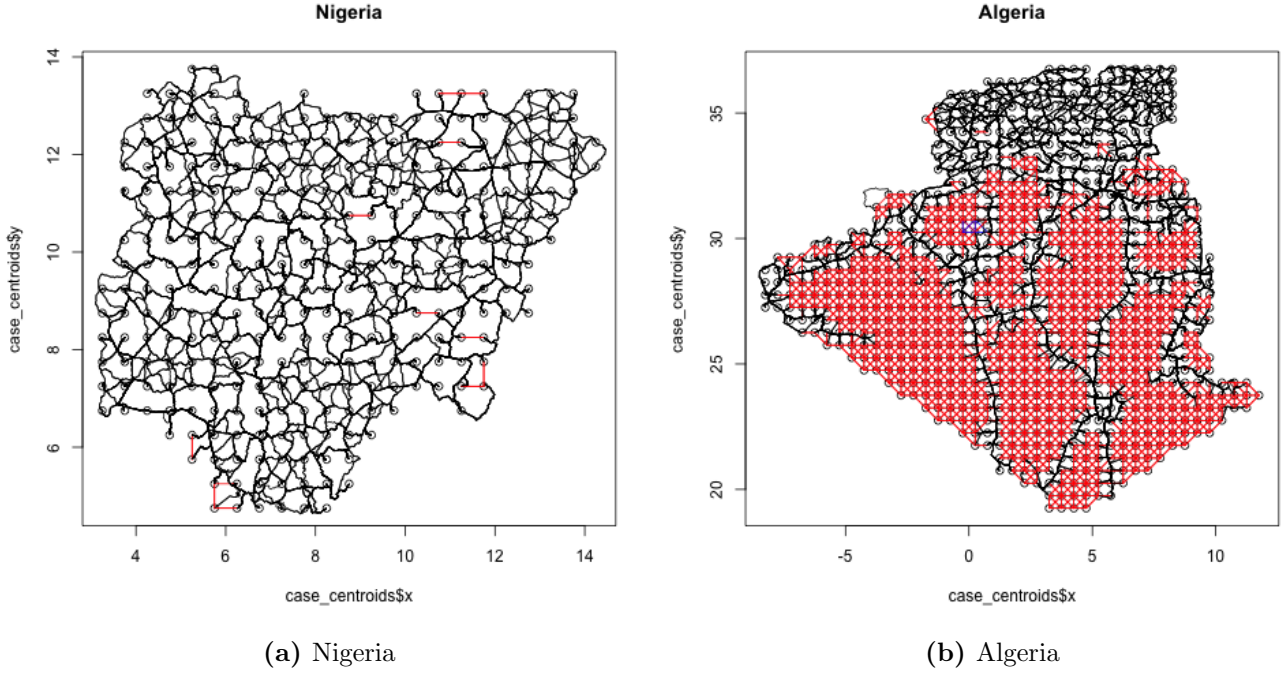 Nigeria
14
12
10
8
6
case_centroids$y
4 6 8 10 12 14
case_centroids$x
(a) Nigeria
Algeria
35
30
25
20
case_centroids$y
-5 0 5 10
case_centroids$x
(b) Algeria